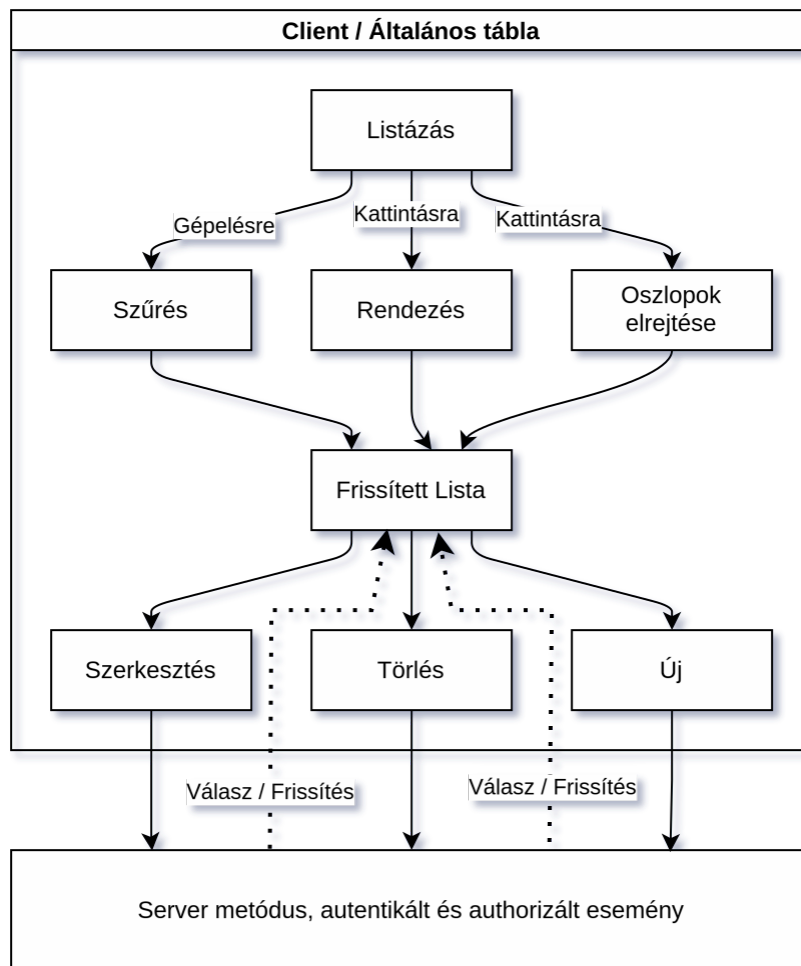 Client / Általános tábla
Listázás
Gépelésre
Kattintásra
Kattintásra
Szűrés
Rendezés
Oszlopok
elrejtése
Frissített Lista
Szerkesztés
Törlés
Új
Válasz / Frissítés
Válasz / Frissítés
Server metódus, autentikált és authorizált esemény